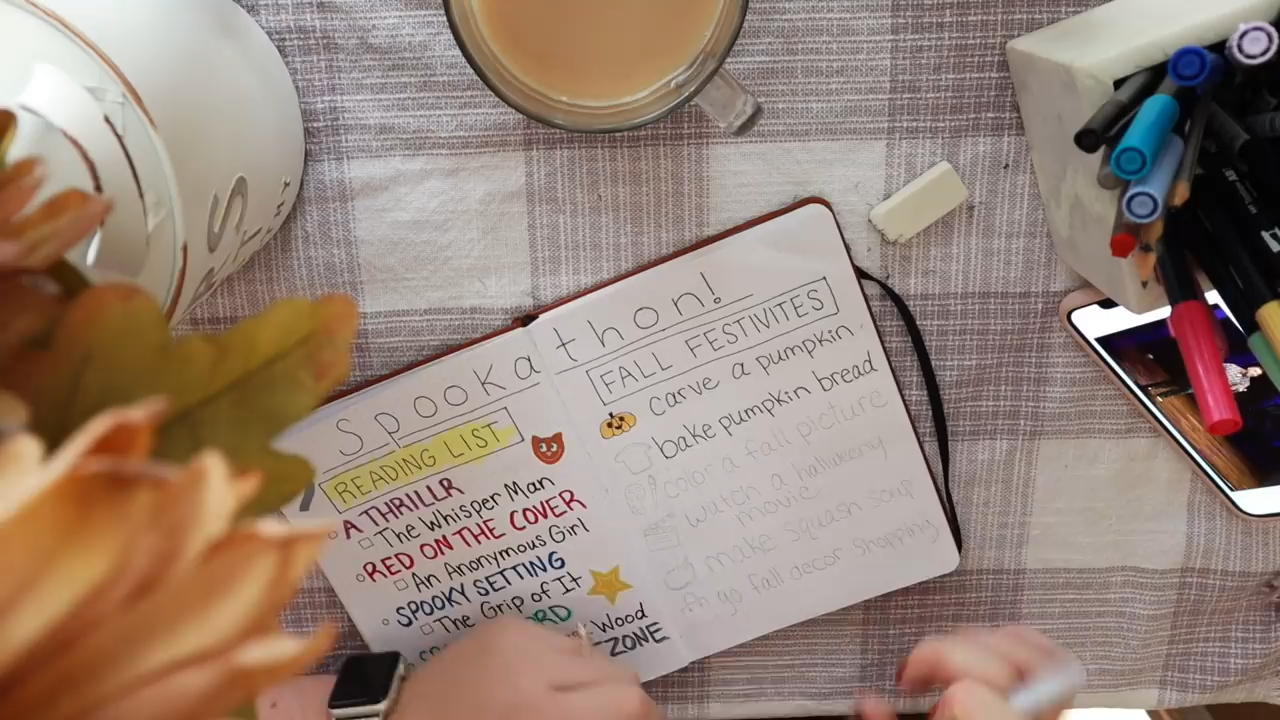 Spookathon!
READING LIST
A THRILLR
The Whisper Man
RED ON THE COVER
An Anonymous Girl
SPOOKY SETTING
The Grip of It
Wood
ZONE
FALL FESTIVITES
carve a pumpkin
bake pumpkin bread
color a fall picture
watch a halloweeny
movie
make squash soup
go fall decor shopping